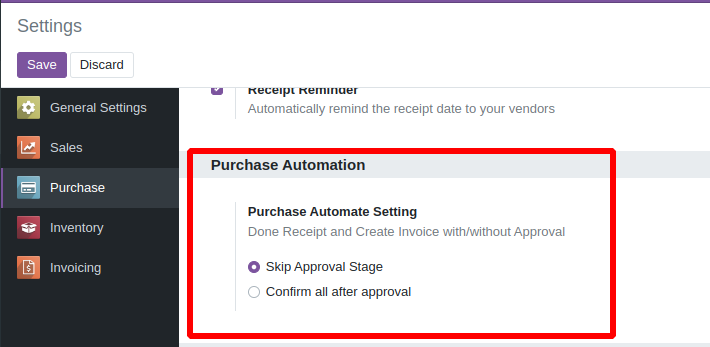 Settings
Save Discard
General Settings
Sales
Purchase
Inventory
Invoicing
Receipt Reminder
Automatically remind the receipt date to your vendors
Purchase Automation
Purchase Automate Setting
Done Receipt and Create Invoice with/without Approval
Skip Approval Stage
Confirm all after approval